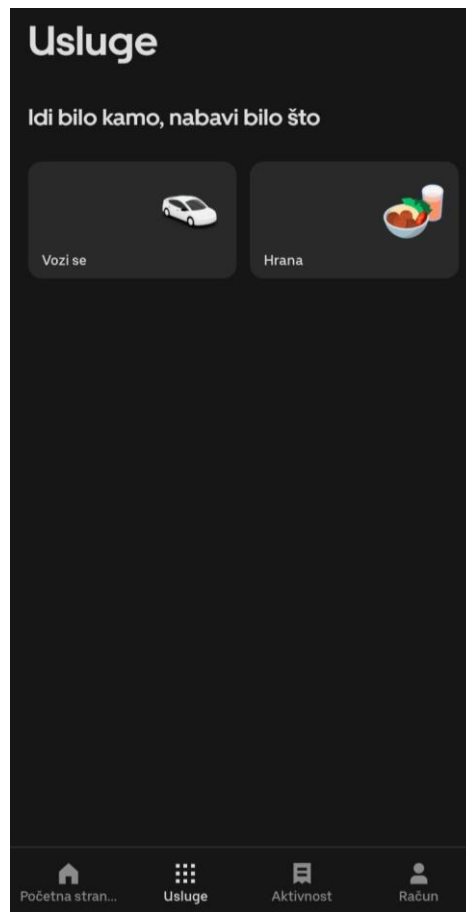 Usluge
Idi bilo kamo, nabavi bilo što
Vozi se
Hrana
Početna stran...
Usluge
Aktivnost
Račun